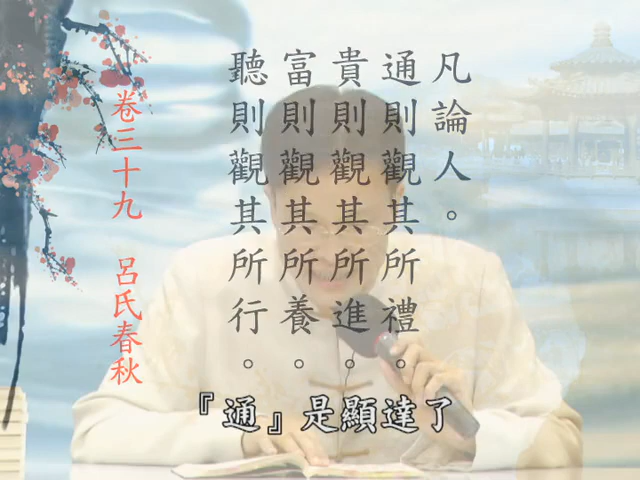 凡論人。
通則觀其所禮。
貴則觀其所進。
富則觀其所養。
聽則觀其所行。
卷三十九 呂氏春秋
『通』是顯達了